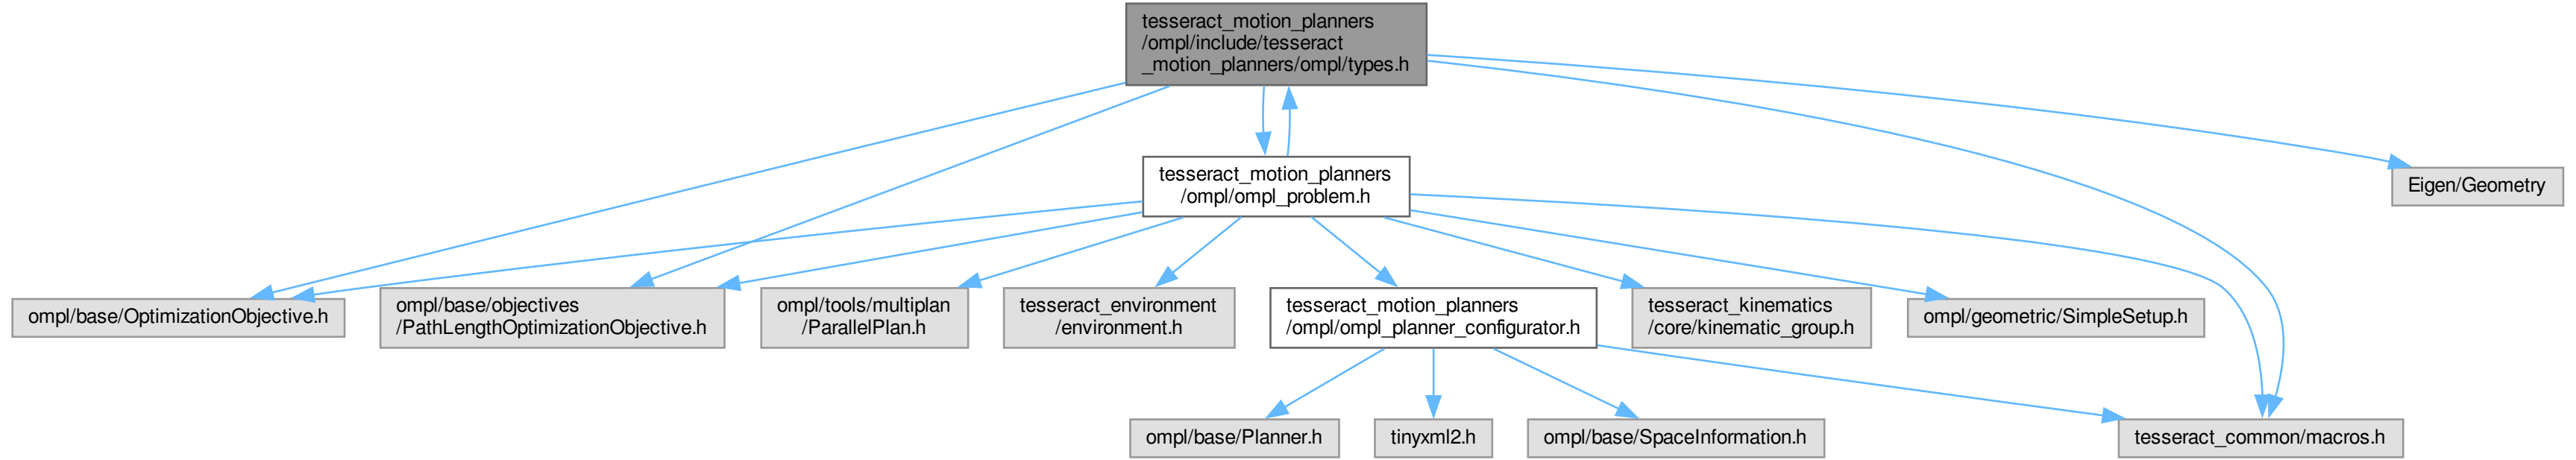 tesseract_motion_planners
/ompl/include/tesseract
_motion_planners/ompl/types.h
tesseract_motion_planners
/ompl/ompl_problem.h
Eigen/Geometry
ompl/base/OptimizationObjective.h
ompl/base/objectives
/PathLengthOptimizationObjective.h
ompl/tools/multiplan
/ParallelPlan.h
tesseract_environment
/environment.h
tesseract_motion_planners
/ompl/ompl_planner_configurator.h
tesseract_kinematics
/core/kinematic_group.h
ompl/geometric/SimpleSetup.h
ompl/base/Planner.h
tinyxml2.h
ompl/base/SpaceInformation.h
tesseract_common/macros.h